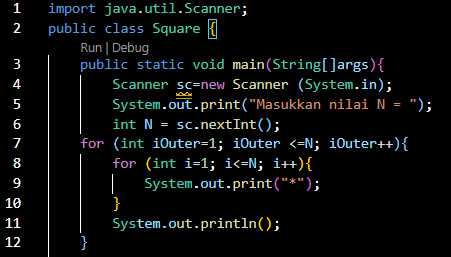 1 import java.util.Scanner;
2 public class Square {
Run | Debug
3 public static void main(String[]args){
4 Scanner sc=new Scanner (System.in);
5 System.out.print("Masukkan nilai N = ");
6 int N = sc.nextInt();
7 for (int iOuter=1; iOuter <=N; iOuter++){
8 for (int i=1; i<=N; i++){
9 System.out.print("*");
10 }
11 System.out.println();
12 }